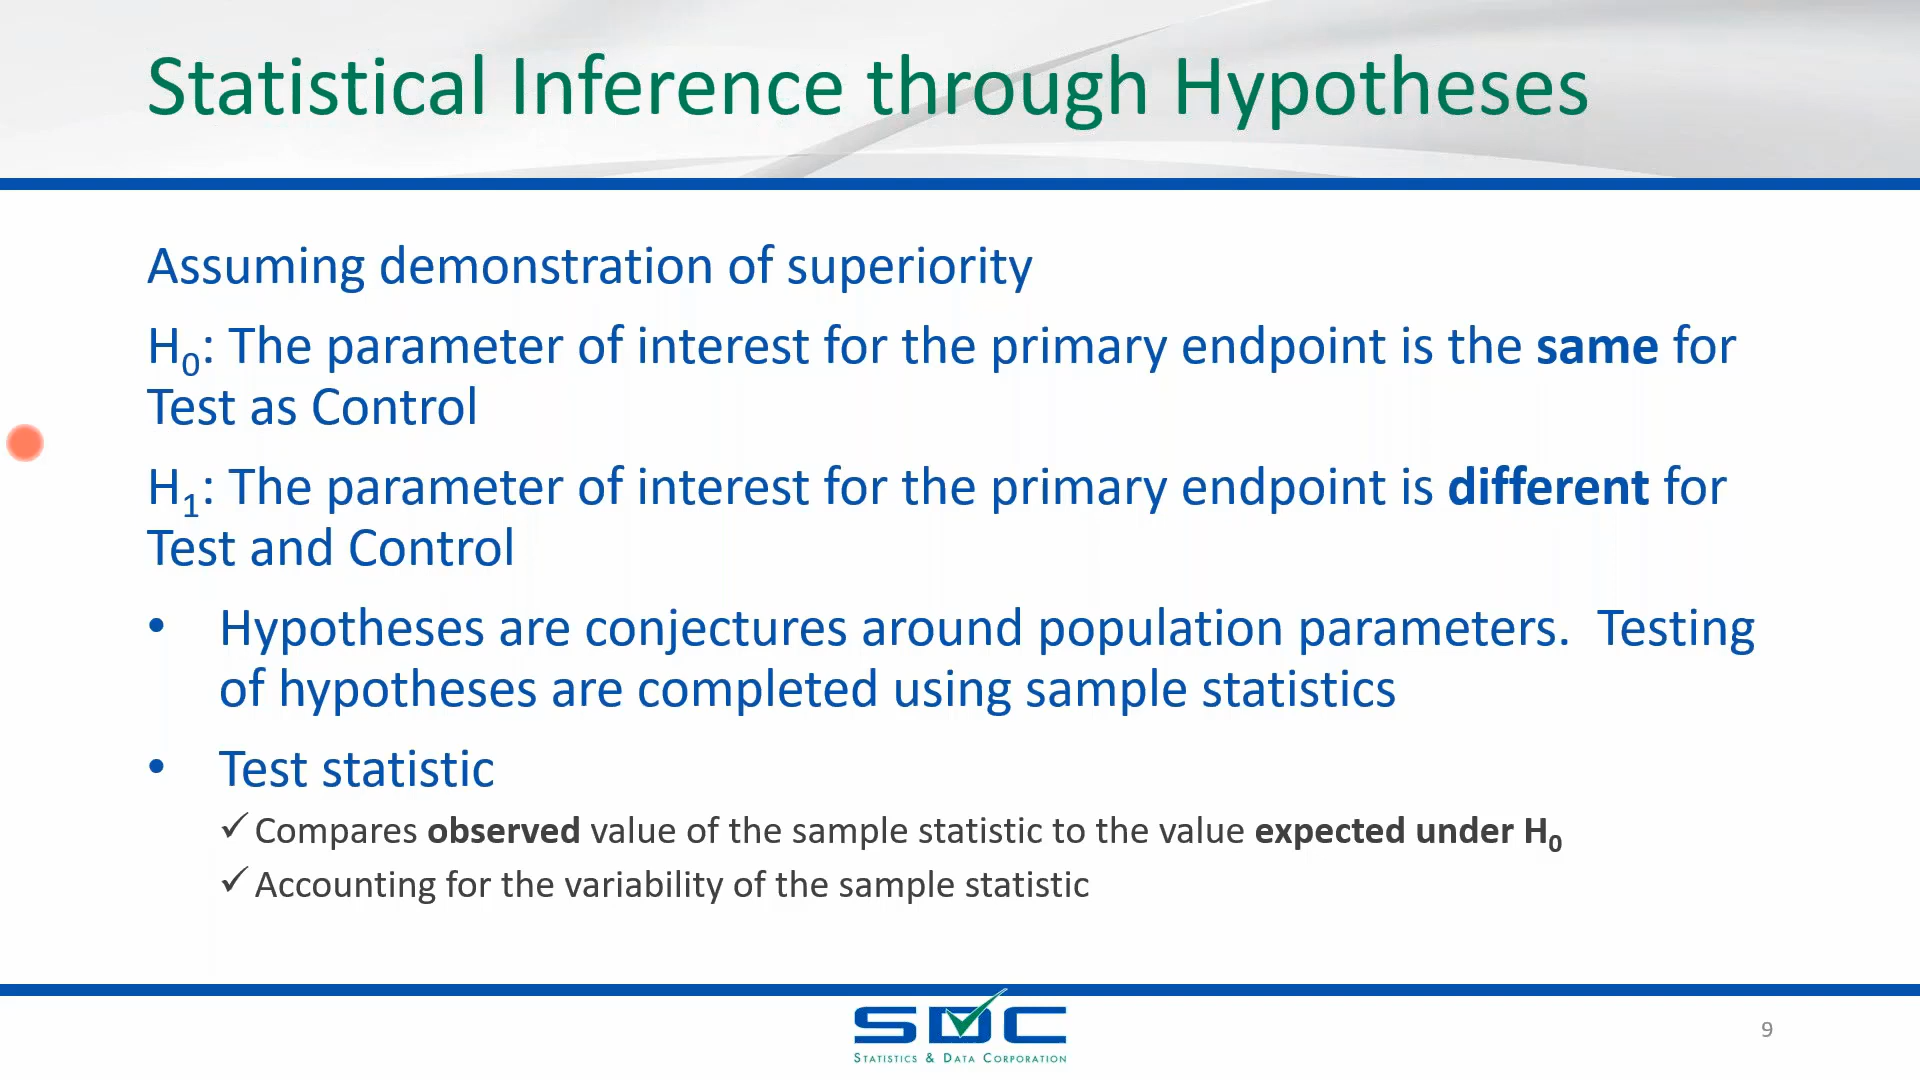 Statistical Inference through Hypotheses
Assuming demonstration of superiority
H₀: The parameter of interest for the primary endpoint is the same for
Test as Control
H₁: The parameter of interest for the primary endpoint is different for
Test and Control
• Hypotheses are conjectures around population parameters.  Testing
of hypotheses are completed using sample statistics
• Test statistic
✓ Compares observed value of the sample statistic to the value expected under H₀
✓ Accounting for the variability of the sample statistic
SDC
STATISTICS & DATA CORPORATION
9